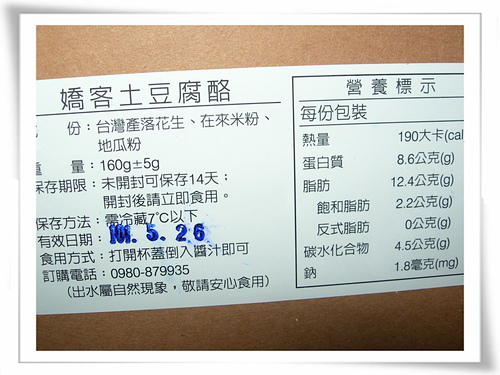 嬌客土豆腐酪
份：台灣產落花生、在來米粉、
地瓜粉
重量：160g±5g
保存期限：未開封可保存14天；
開封後請立即食用。
保存方法：需冷藏7℃以下
有效日期：101.5.26
食用方式：打開杯蓋倒入醬汁即可
訂購電話：0980-879935
（出水屬自然現象，敬請安心食用）
營養標示
每份包裝
熱量 190大卡(cal
蛋白質 8.6公克(g)
脂肪 12.4公克(g)
飽和脂肪 2.2公克(g)
反式脂肪 0公克(g)
碳水化合物 4.5公克(g)
鈉 1.8毫克(mg)